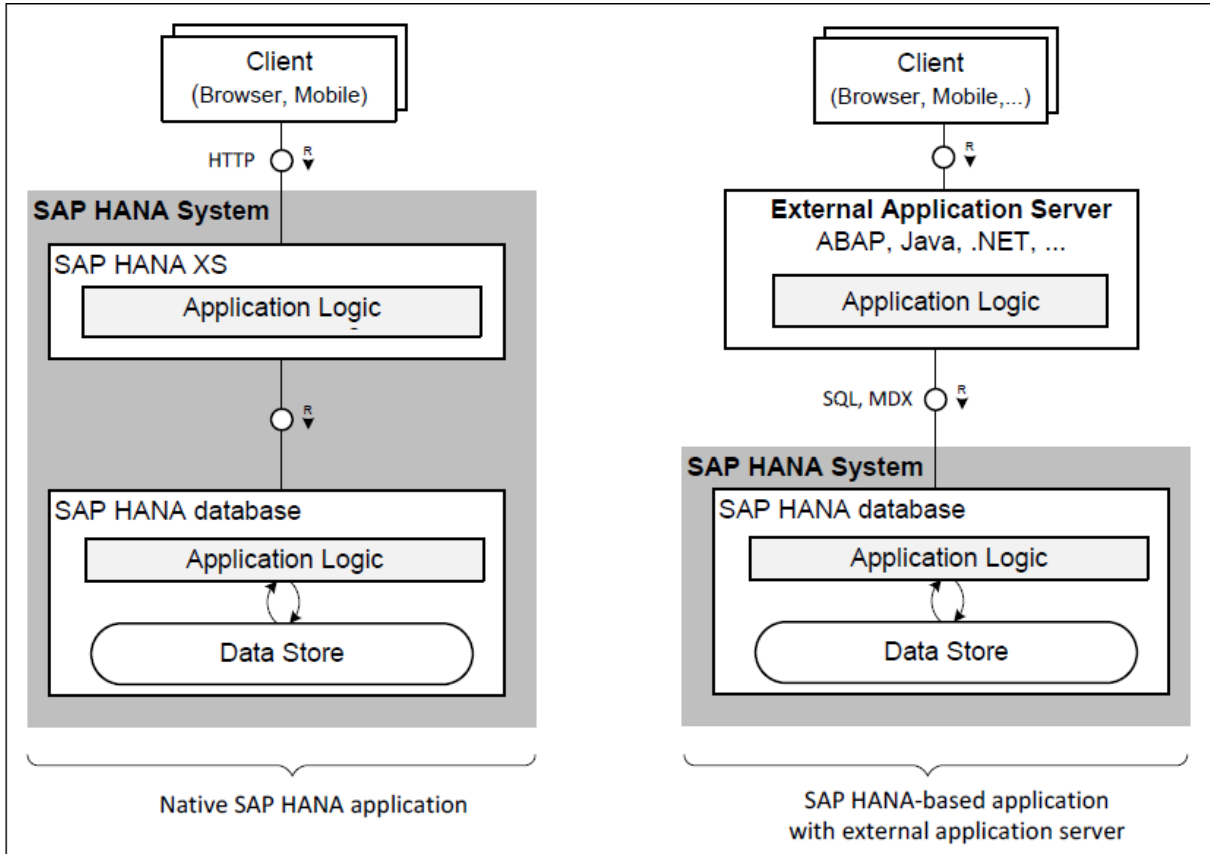 Client
(Browser, Mobile)
HTTP
R
SAP HANA System
SAP HANA XS
Application Logic
R
SAP HANA database
Application Logic
Data Store
Native SAP HANA application
Client
(Browser, Mobile,...)
R
External Application Server
ABAP, Java, .NET, ...
Application Logic
SQL, MDX
R
SAP HANA System
SAP HANA database
Application Logic
Data Store
SAP HANA-based application
with external application server